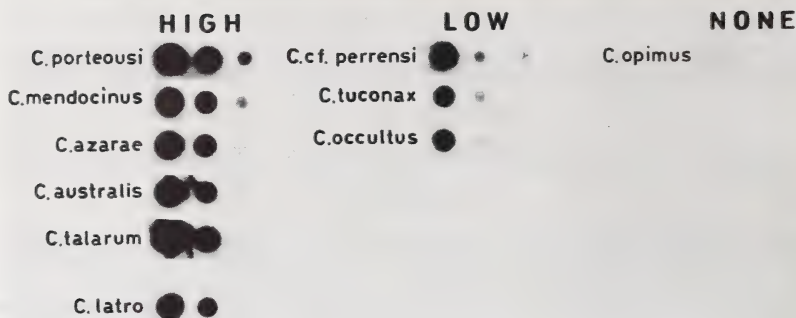 HIGH LOW NONE
C.porteousi C.cf. perrensi C.opimus
C.mendocinus C.tuconax
C.azarae C.occultus
C.australis
C.talarum
C.latro